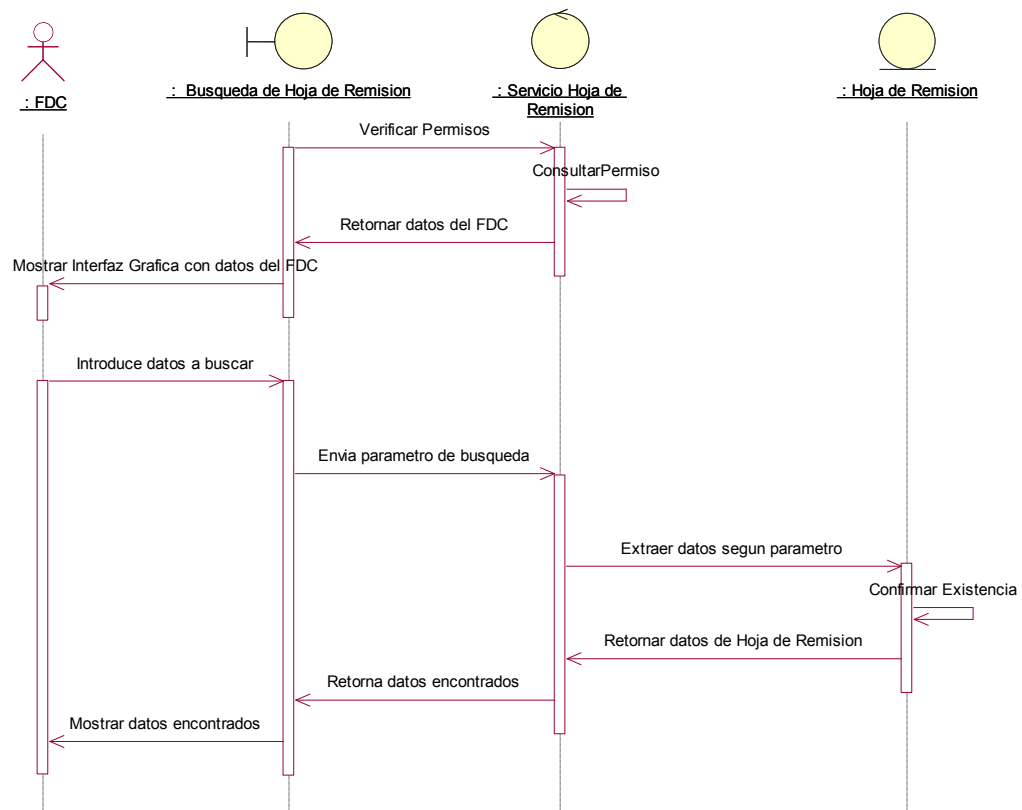 : FDC
: Busqueda de Hoja de Remision
: Servicio Hoja de
Remision
: Hoja de Remision
Verificar Permisos
ConsultarPermiso
Retornar datos del FDC
Mostrar Interfaz Grafica con datos del FDC
Introduce datos a buscar
Envia parametro de busqueda
Extraer datos segun parametro
Confirmar Existencia
Retornar datos de Hoja de Remision
Retorna datos encontrados
Mostrar datos encontrados